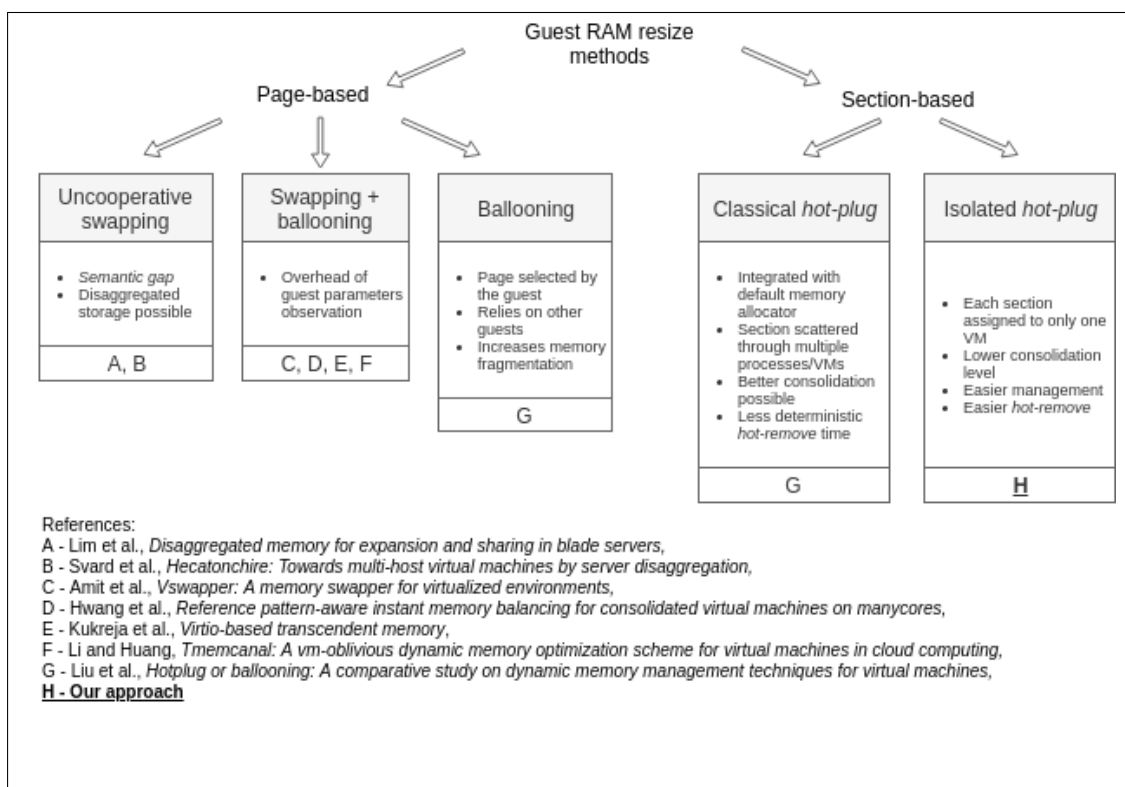 Guest RAM resize
methods
Page-based
Section-based
Uncooperative
swapping
• Semantic gap
• Disaggregated
storage possible
A, B
Swapping +
ballooning
• Overhead of
guest parameters
observation
C, D, E, F
Ballooning
• Page selected by
the guest
• Relies on other
guests
• Increases memory
fragmentation
G
Classical hot-plug
• Integrated with
default memory
allocator
• Section scattered
through multiple
processes/VMs
• Better consolidation
possible
• Less deterministic
hot-remove time
G
Isolated hot-plug
• Each section
assigned to only one
VM
• Lower consolidation
level
• Easier management
• Easier hot-remove
H
References:
A - Lim et al., Disaggregated memory for expansion and sharing in blade servers,
B - Svard et al., Hecatonchire: Towards multi-host virtual machines by server disaggregation,
C - Amit et al., Vswapper: A memory swapper for virtualized environments,
D - Hwang et al., Reference pattern-aware instant memory balancing for consolidated virtual machines on manycores,
E - Kukreja et al., Virtio-based transcendent memory,
F - Li and Huang, Tmemcanal: A vm-oblivious dynamic memory optimization scheme for virtual machines in cloud computing,
G - Liu et al., Hotplug or ballooning: A comparative study on dynamic memory management techniques for virtual machines,
H - Our approach